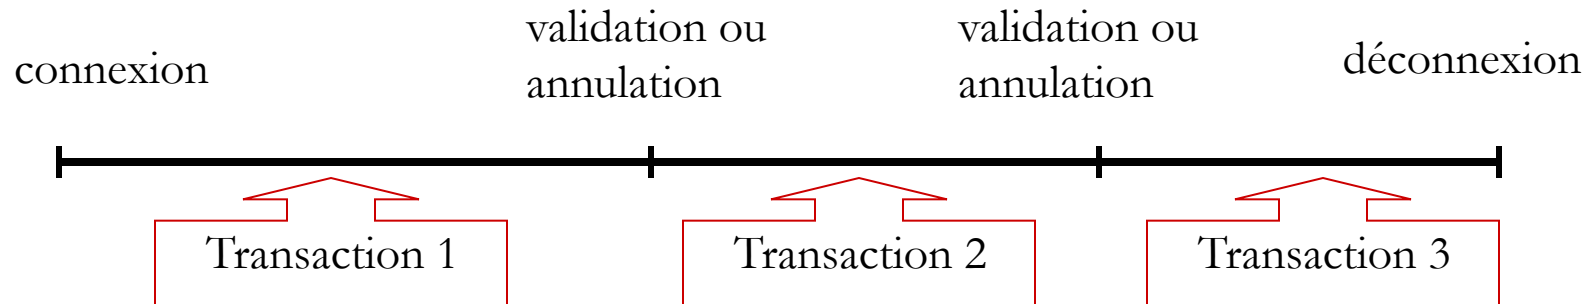 connexion
validation ou
annulation
validation ou
annulation
déconnexion
Transaction 1
Transaction 2
Transaction 3